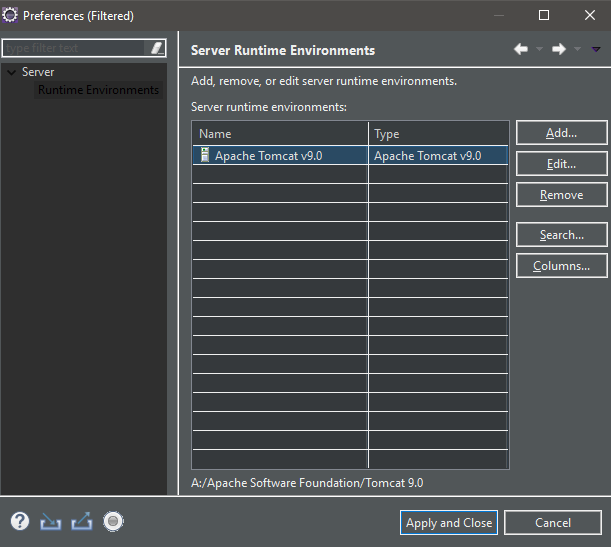 Preferences (Filtered)
type filter text
Server
Runtime Environments
Server Runtime Environments
Add, remove, or edit server runtime environments.
Server runtime environments:
Name Type
Apache Tomcat v9.0 Apache Tomcat v9.0
Add...
Edit...
Remove
Search...
Columns...
A:/Apache Software Foundation/Tomcat 9.0
Apply and Close
Cancel